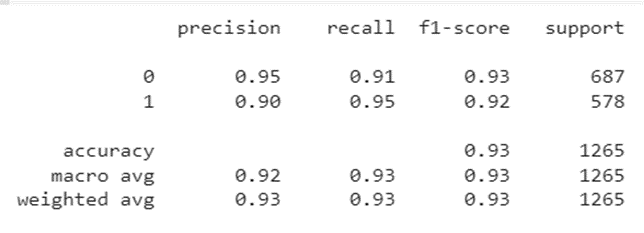 precision recall f1-score support
0 0.95 0.91 0.93 687
1 0.90 0.95 0.92 578
accuracy 0.93 1265
macro avg 0.92 0.93 0.93 1265
weighted avg 0.93 0.93 0.93 1265